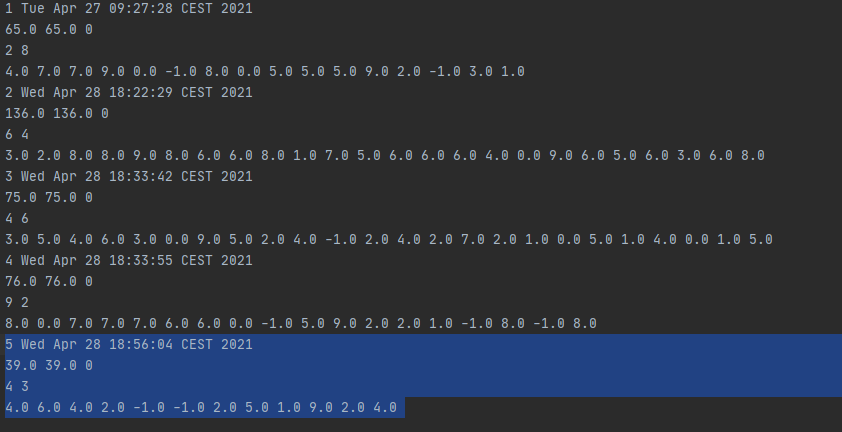 1 Tue Apr 27 09:27:28 CEST 2021
65.0 65.0 0
2 8
4.0 7.0 7.0 9.0 0.0 -1.0 8.0 0.0 5.0 5.0 5.0 9.0 2.0 -1.0 3.0 1.0
2 Wed Apr 28 18:22:29 CEST 2021
136.0 136.0 0
6 4
3.0 2.0 8.0 8.0 9.0 8.0 6.0 6.0 8.0 1.0 7.0 5.0 6.0 6.0 6.0 4.0 0.0 9.0 6.0 5.0 6.0 3.0 6.0 8.0
3 Wed Apr 28 18:33:42 CEST 2021
75.0 75.0 0
4 6
3.0 5.0 4.0 6.0 3.0 0.0 9.0 5.0 2.0 4.0 -1.0 2.0 4.0 2.0 7.0 2.0 1.0 0.0 5.0 1.0 4.0 0.0 1.0 5.0
4 Wed Apr 28 18:33:55 CEST 2021
76.0 76.0 0
9 2
8.0 0.0 7.0 7.0 7.0 6.0 6.0 0.0 -1.0 5.0 9.0 2.0 2.0 1.0 -1.0 8.0 -1.0 8.0
5 Wed Apr 28 18:56:04 CEST 2021
39.0 39.0 0
4 3
4.0 6.0 4.0 2.0 -1.0 -1.0 2.0 5.0 1.0 9.0 2.0 4.0